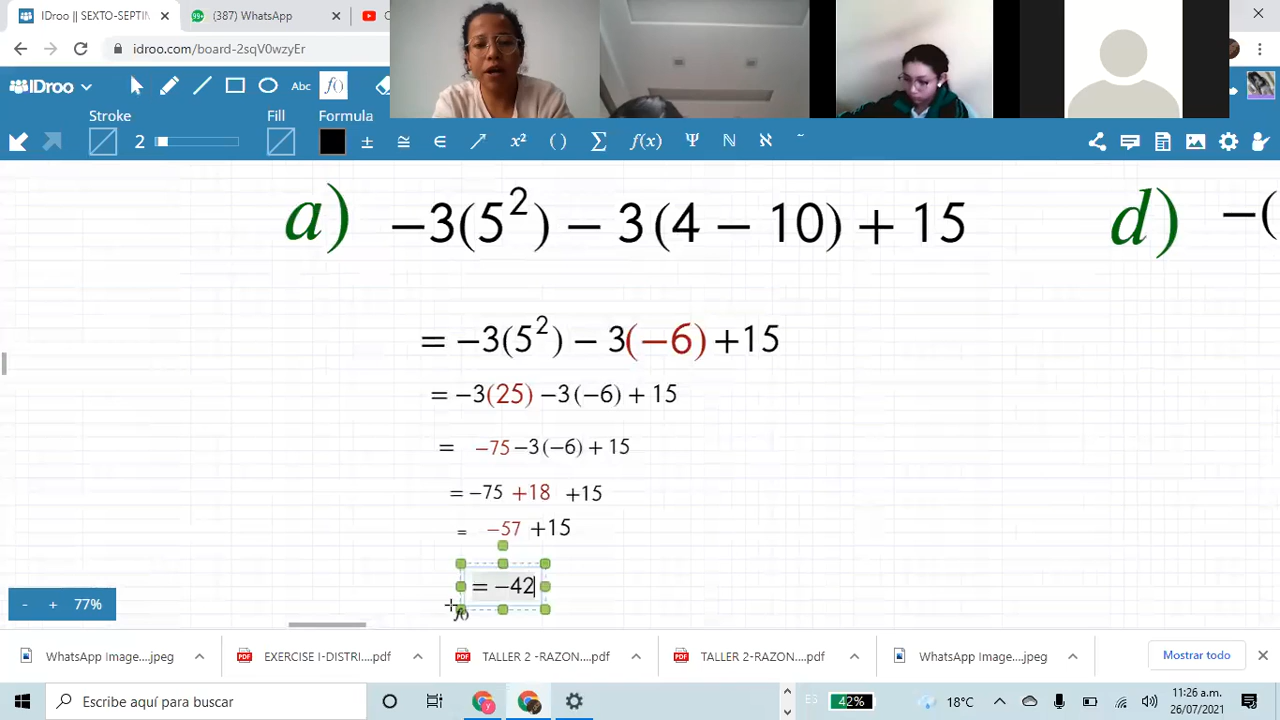 IDroo || SEXTO-SEPTIM
(387) WhatsApp
idroo.com/board-2sqV0wzyEr
IDroo
Abc
f()
Stroke
Fill
Formula
2
± ≅ ∈ x² ( ) ∑ f(x) Ψ ℕ ℵ ~
a) −3(5²) − 3(4 − 10) + 15
d) −(
= −3(5²) − 3(−6) +15
= −3(25) −3(−6) + 15
= −75 −3(−6) + 15
= −75 +18 +15
= −57 +15
= −42
- + 77%
WhatsApp Image....jpeg
EXERCISE I-DISTRI....pdf
TALLER 2 -RAZON....pdf
TALLER 2-RAZON....pdf
WhatsApp Image....jpeg
Mostrar todo
Escribe aquí para buscar
ES
42%
18°C
11:26 a.m.
26/07/2021